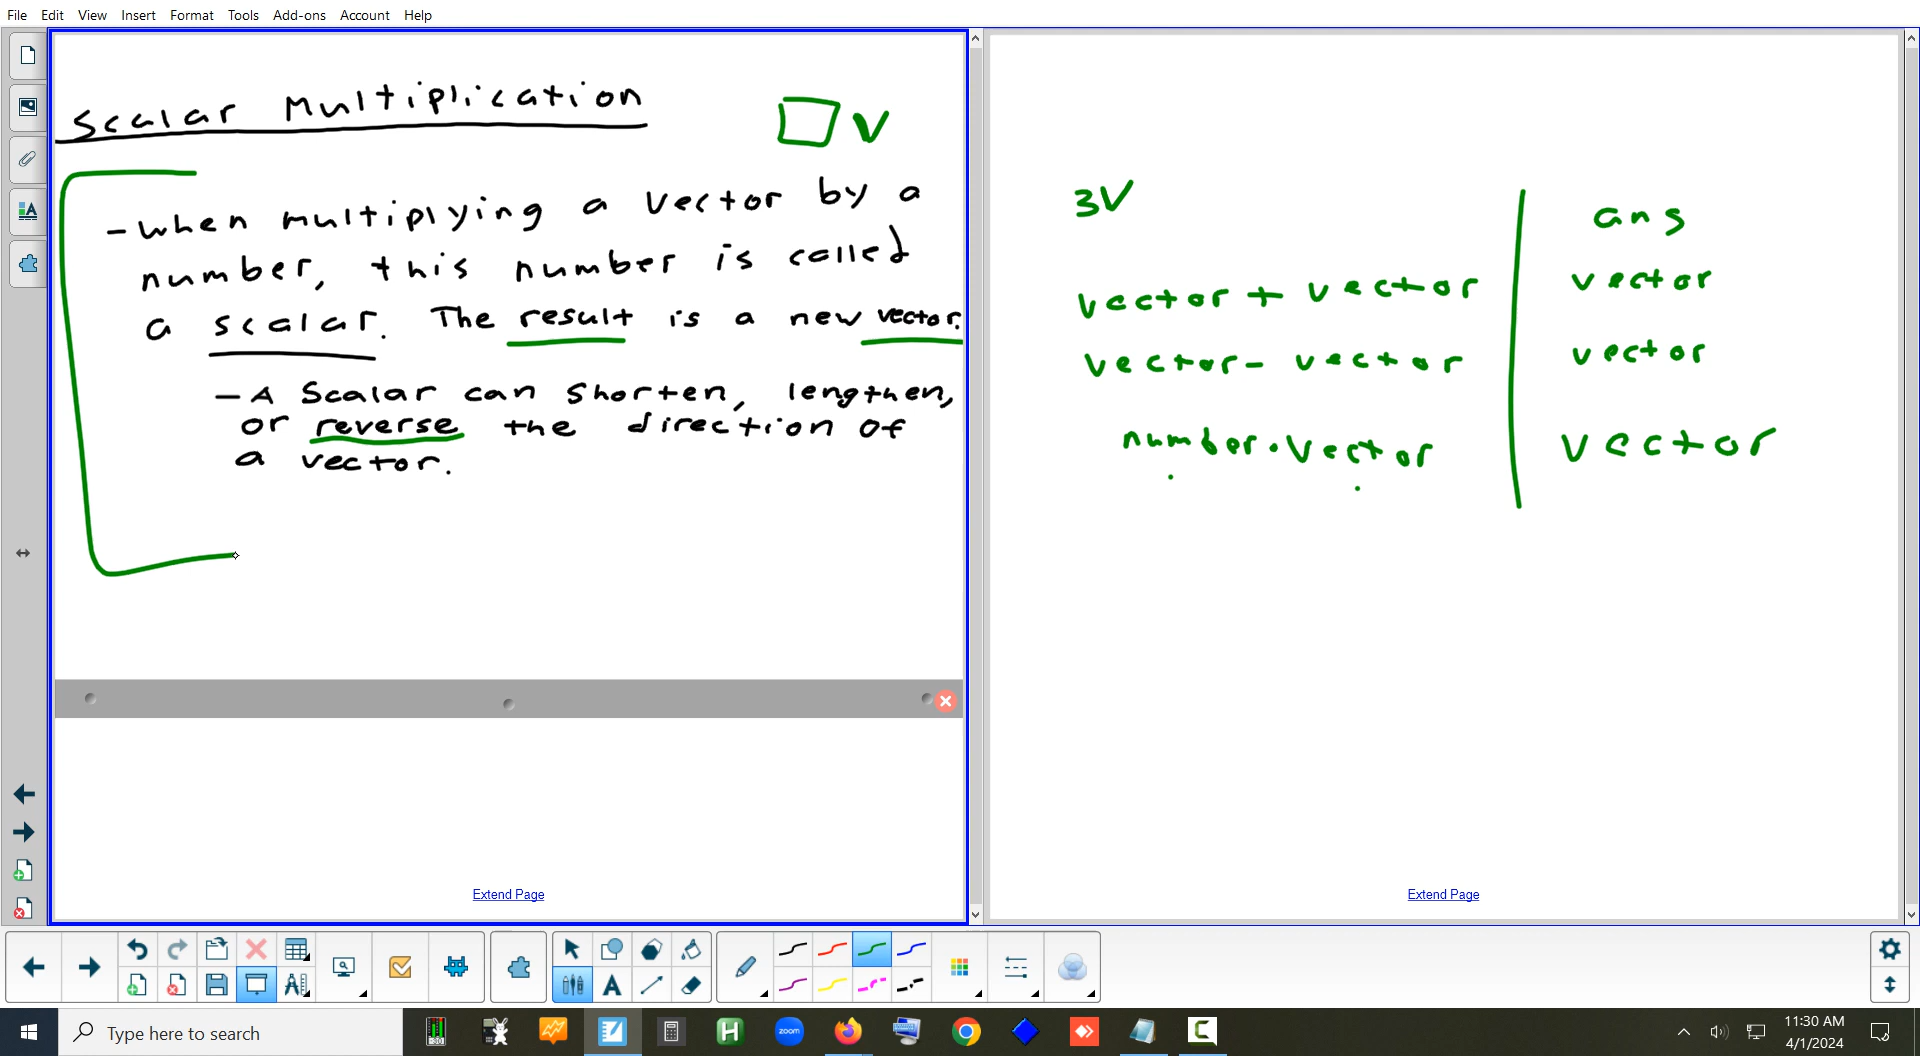 File Edit View Insert Format Tools Add-ons Account Help
Scalar Multiplication
□ V
- When multiplying a vector by a
number, this number is called
a scalar. The result is a new vector.
- A Scalar can shorten, lengthen,
or reverse the direction of
a vector.
Extend Page
3V
ans
vector + vector vector
vector - vector vector
number · vector vector
Extend Page
Type here to search
zoom
11:30 AM
4/1/2024